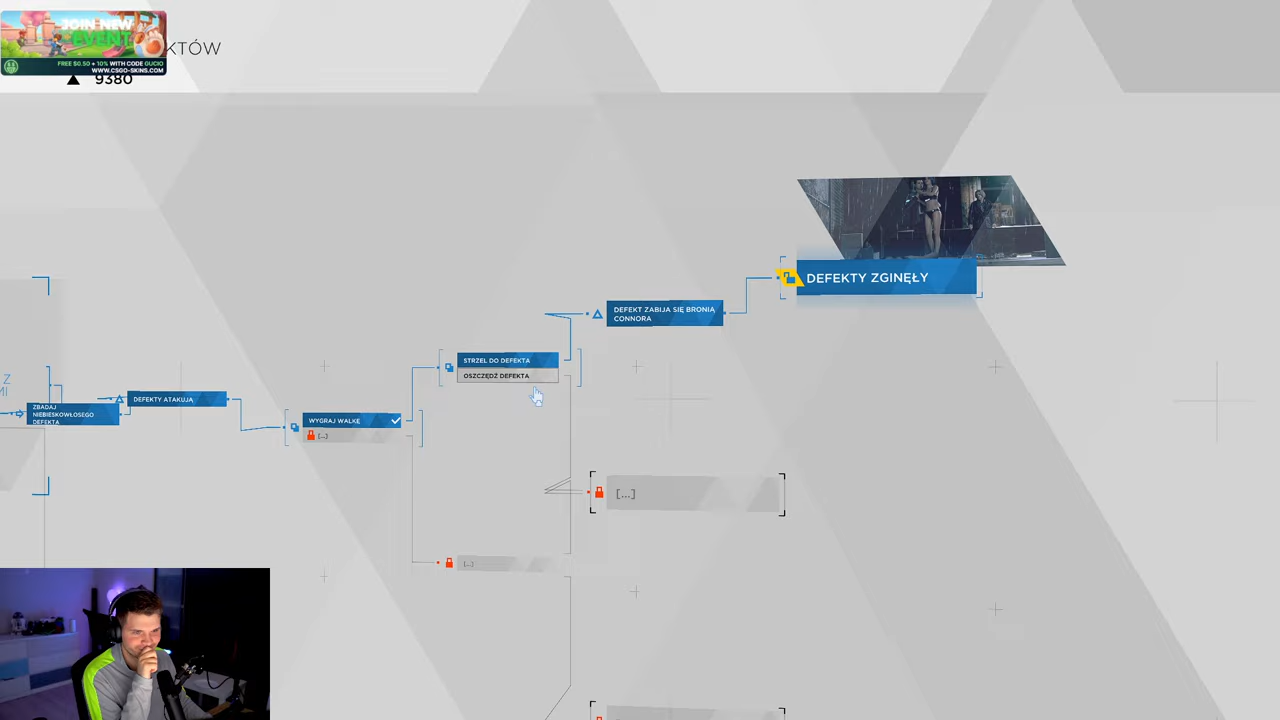 JOIN NEW
EVENT
FREE $0.50 + 10% WITH CODE GUCIO
WWW.CSGO-SKINS.COM
KTÓW
9380
DEFEKTY ZGINĘŁY
DEFEKT ZABIJA SIĘ BRONIĄ
CONNORA
STRZEL DO DEFEKTA
OSZCZĘDŹ DEFEKTA
Z
MI
ZBADAJ
NIEBIESKOWŁOSEGO
DEFEKTA
DEFEKTY ATAKUJĄ
WYGRAJ WALKĘ
[...]
[...]
[...]